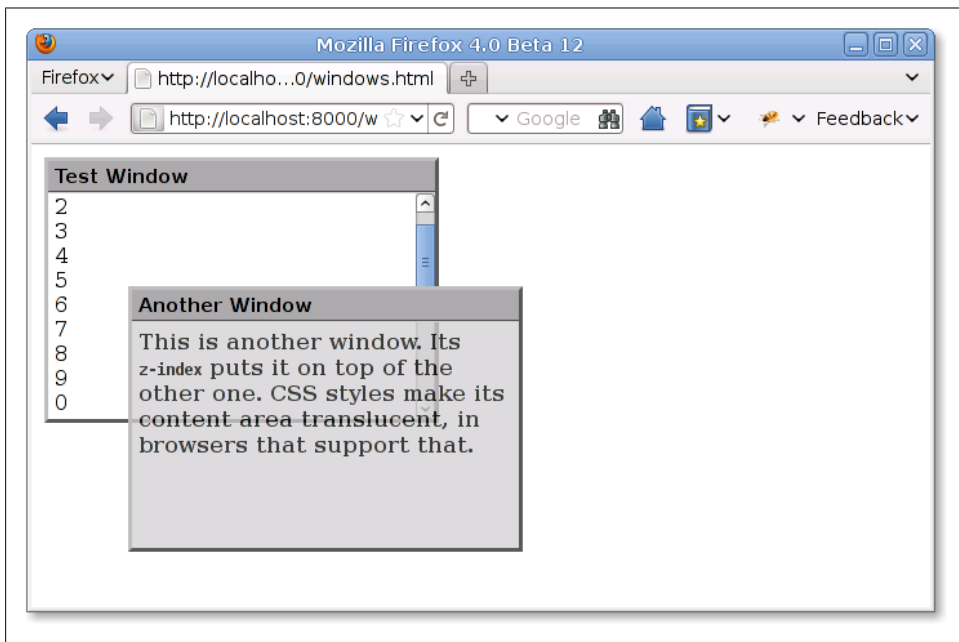 Mozilla Firefox 4.0 Beta 12
Firefox
http://localho...0/windows.html
http://localhost:8000/w
Google
Feedback
Test Window
2
3
4
5
6
7
8
9
0
Another Window
This is another window. Its
z-index puts it on top of the
other one. CSS styles make its
content area translucent, in
browsers that support that.